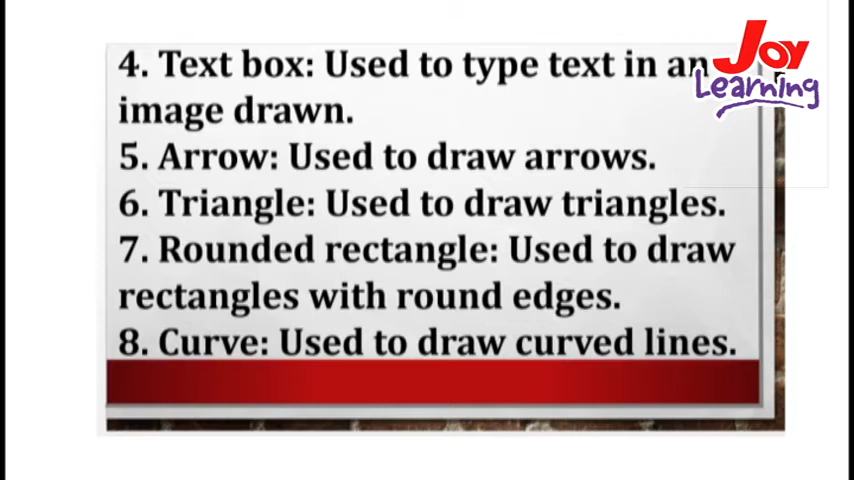 Joy
Learning
4. Text box: Used to type text in an
image drawn.
5. Arrow: Used to draw arrows.
6. Triangle: Used to draw triangles.
7. Rounded rectangle: Used to draw
rectangles with round edges.
8. Curve: Used to draw curved lines.